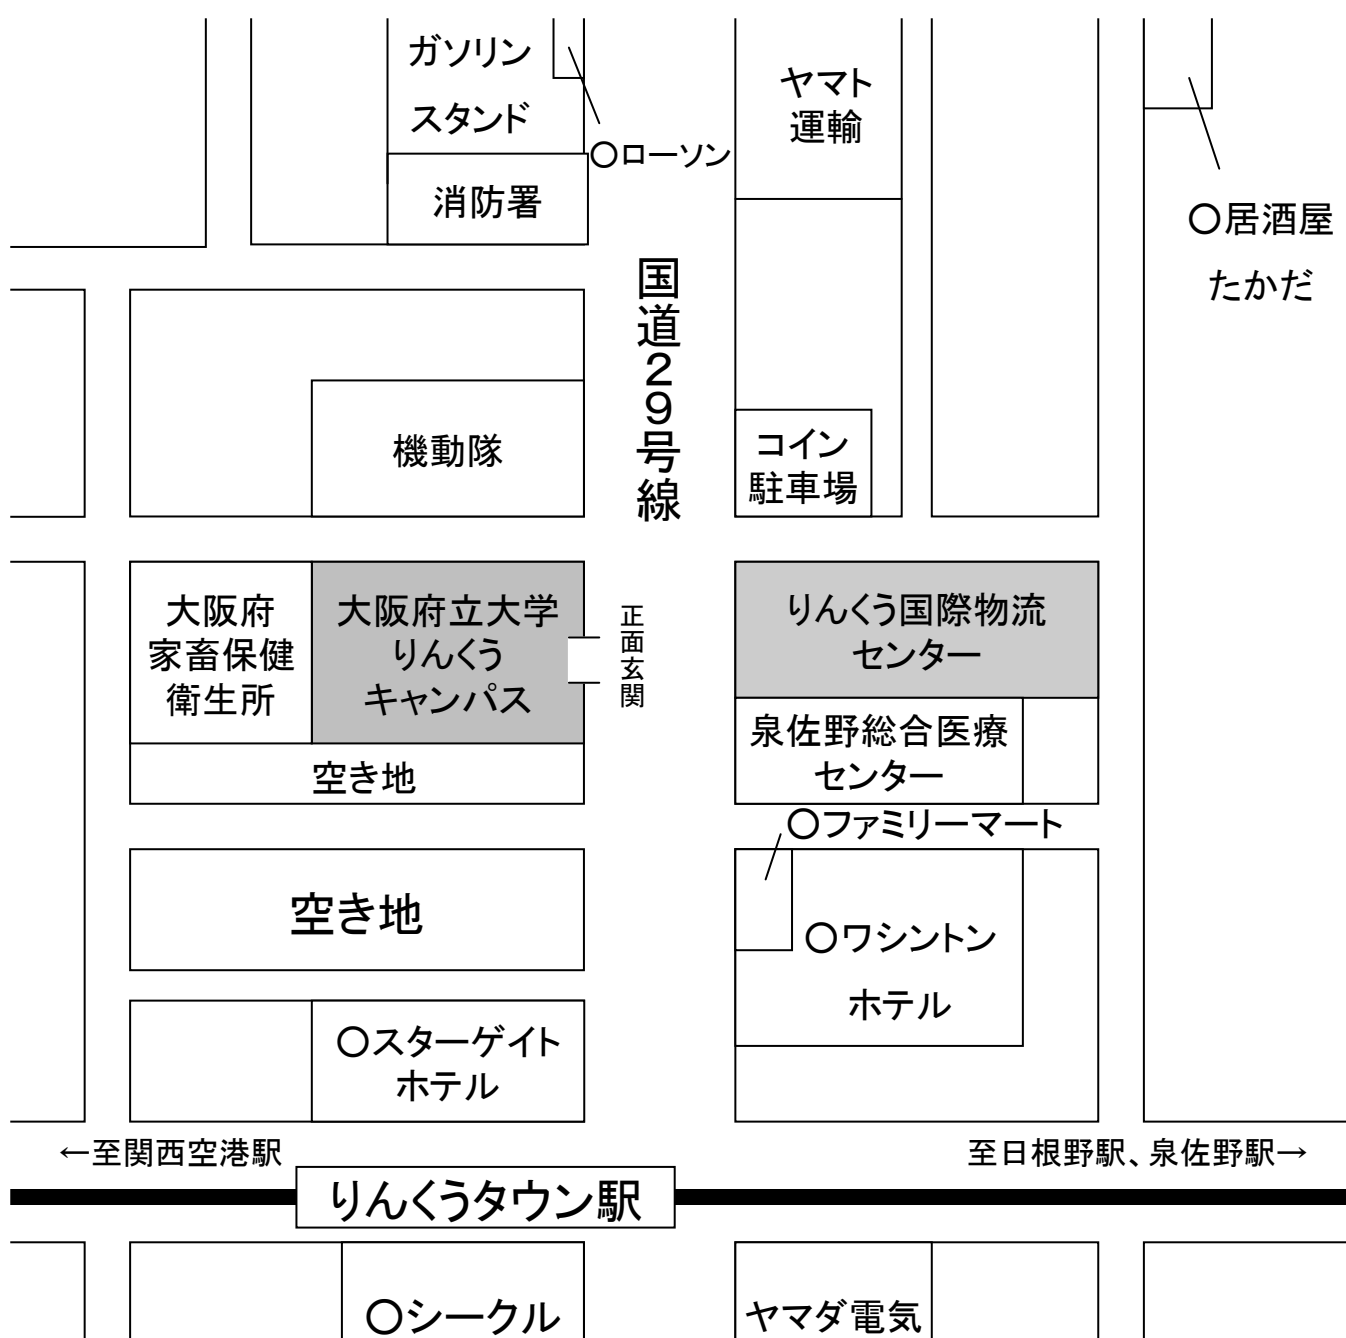 ガソリン
スタンド
ヤマト
運輸
○ローソン
消防署
○居酒屋
たかだ
国道29号線
機動隊
コイン
駐車場
大阪府
家畜保健
衛生所
大阪府立大学
りんくう
キャンパス
正面玄関
りんくう国際物流
センター
泉佐野総合医療
センター
空き地
○ファミリーマート
空き地
○ワシントン
ホテル
○スターゲイト
ホテル
←至関西空港駅
至日根野駅、泉佐野駅→
りんくうタウン駅
○シークル
ヤマダ電気